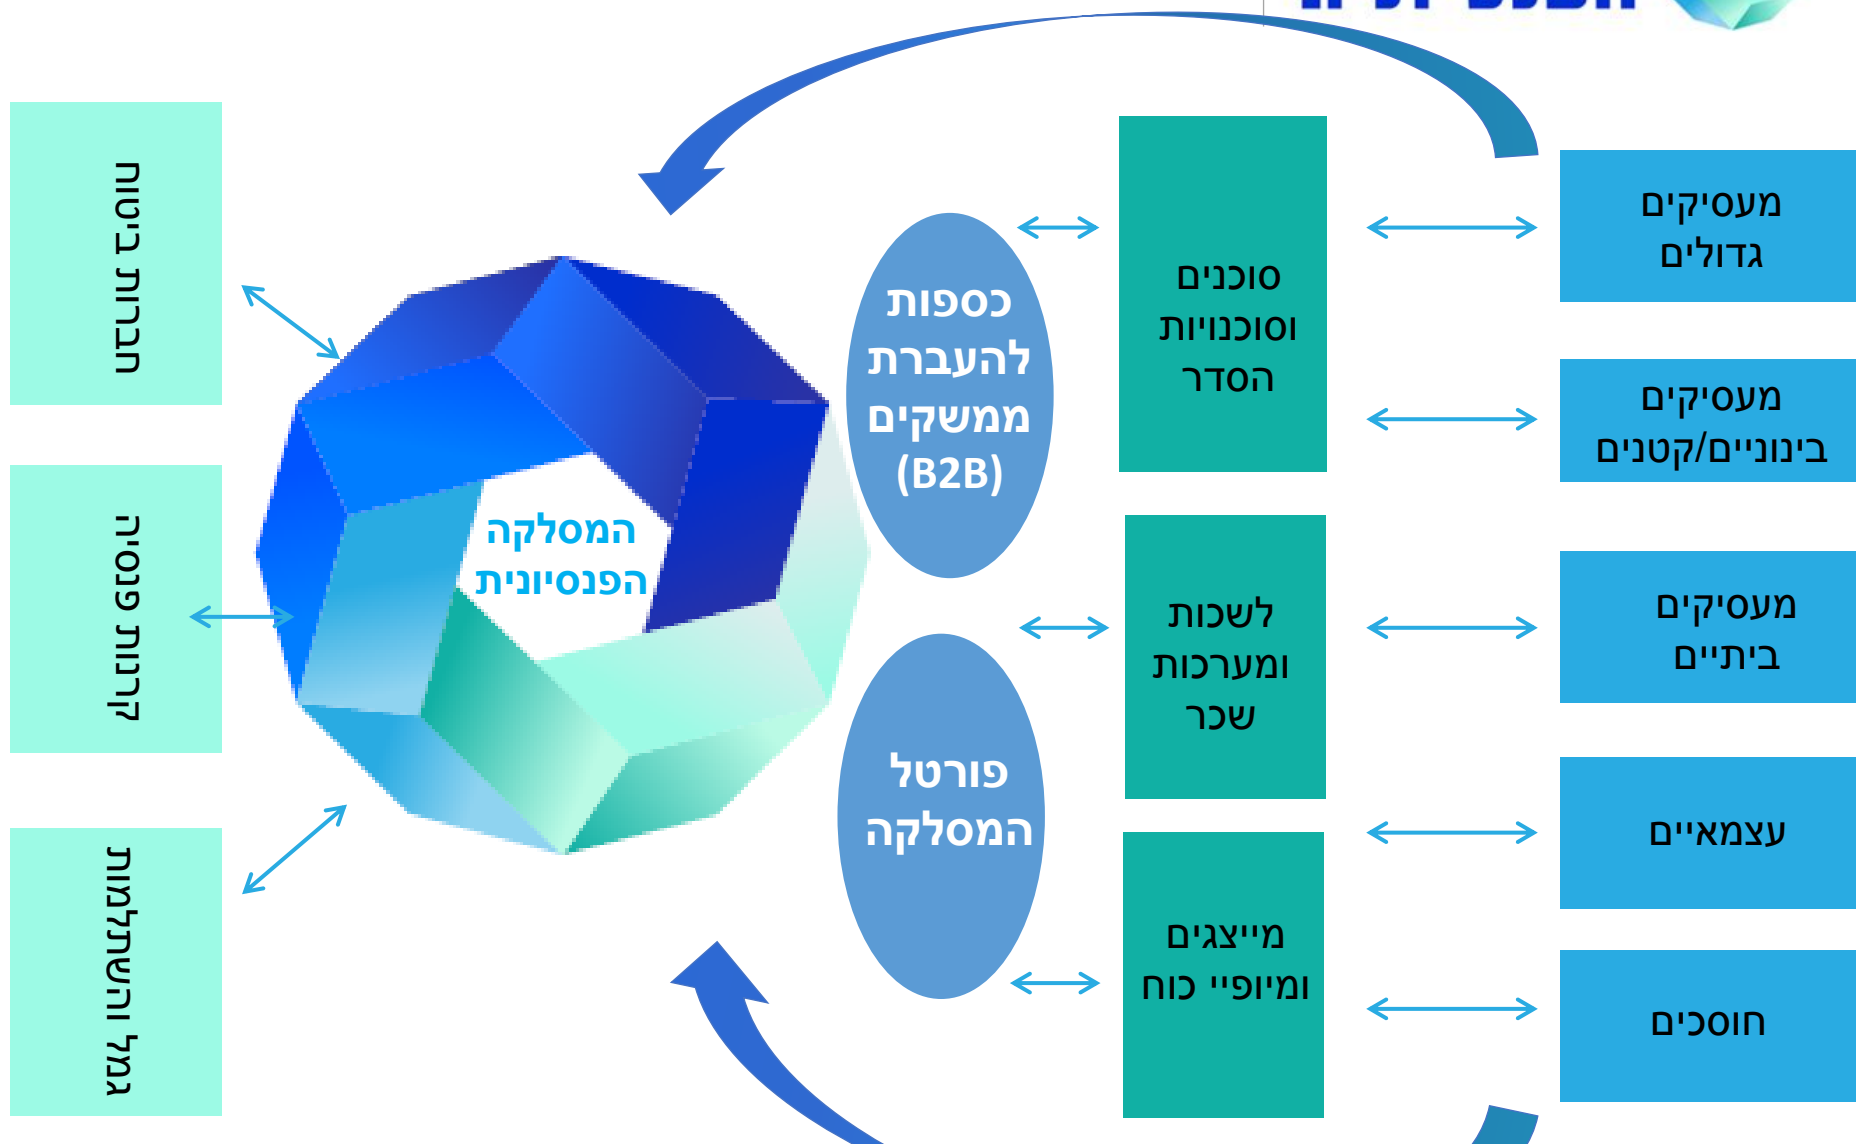 מעסיקים
גדולים
מעסיקים
בינוניים/קטנים
מעסיקים
ביתיים
עצמאיים
חוסכים
סוכנים
וסוכנויות
הסדר
לשכות
ומערכות
שכר
מייצגים
ומיופיי כוח
כספות
להעברת
ממשקים
(B2B)
פורטל
המסלקה
המסלקה
הפנסיונית
חברות ביטוח
קרנות פנסיה
גמל והשתלמות